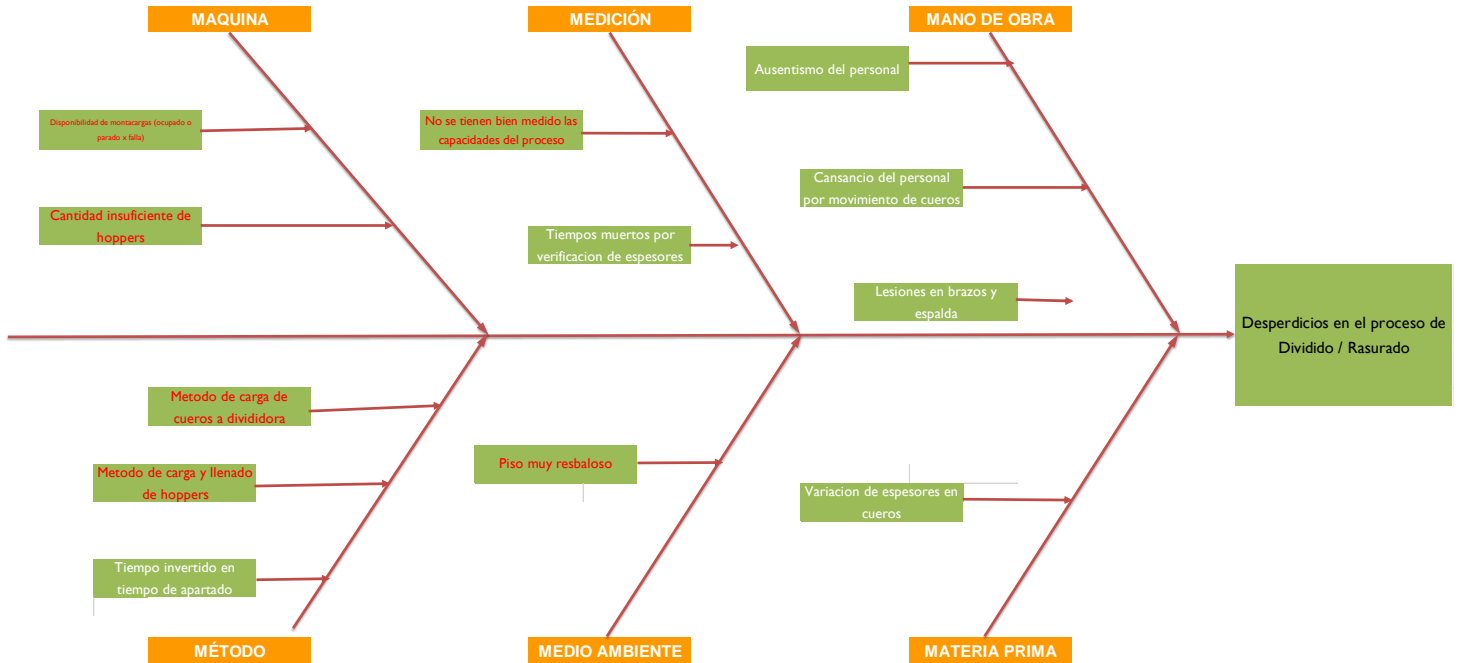 MAQUINA
MEDICIÓN
MANO DE OBRA
Ausentismo del personal
Disponibilidad de montacargas (ocupado o
parado x falla)
No se tienen bien medido las
capacidades del proceso
Cansancio del personal
por movimiento de cueros
Cantidad insuficiente de
hoppers
Tiempos muertos por
verificacion de espesores
Lesiones en brazos y
espalda
Desperdicios en el proceso de
Dividido / Rasurado
Metodo de carga de
cueros a divididora
Metodo de carga y llenado
de hoppers
Piso muy resbaloso
Variacion de espesores en
cueros
Tiempo invertido en
tiempo de apartado
MÉTODO
MEDIO AMBIENTE
MATERIA PRIMA